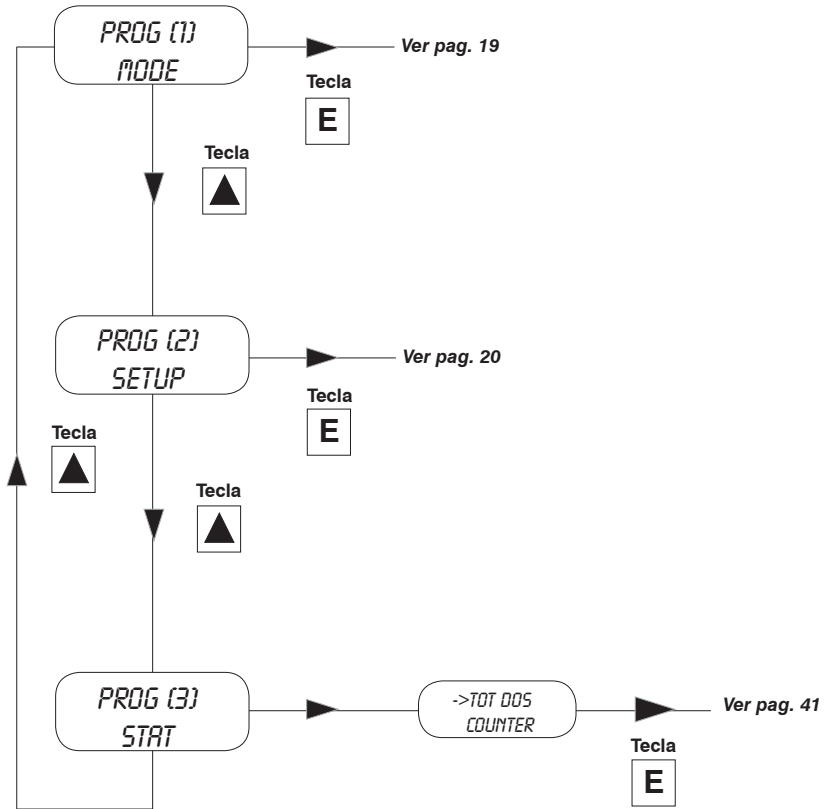 PROG (1)
MODE
Ver pag. 19
Tecla
E
Tecla
PROG (2)
SETUP
Ver pag. 20
Tecla
E
Tecla
Tecla
PROG (3)
STAT
->TOT DOS
COUNTER
Ver pag. 41
Tecla
E